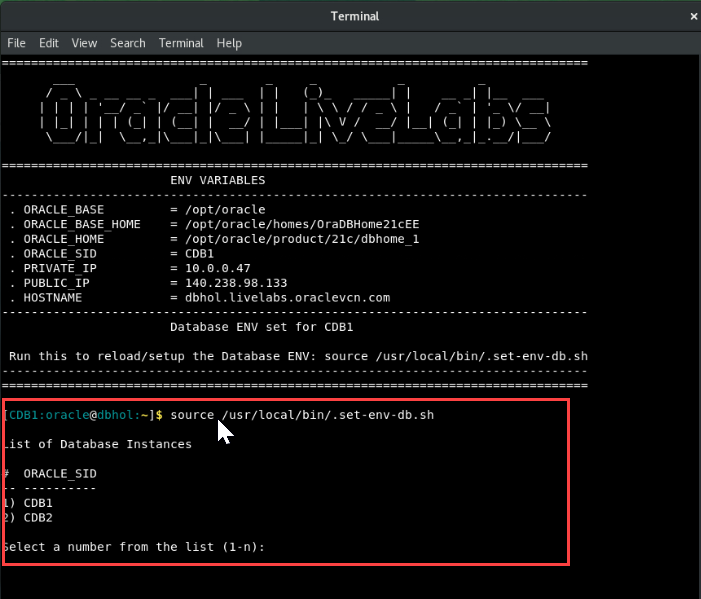 Terminal
File Edit View Search Terminal Help
================================================================================
Oracle LiveLabs
================================================================================
ENV VARIABLES
--------------------------------------------------------------------------------
. ORACLE_BASE = /opt/oracle
. ORACLE_BASE_HOME = /opt/oracle/homes/OraDBHome21cEE
. ORACLE_HOME = /opt/oracle/product/21c/dbhome_1
. ORACLE_SID = CDB1
. PRIVATE_IP = 10.0.0.47
. PUBLIC_IP = 140.238.98.133
. HOSTNAME = dbhol.livelabs.oraclevcn.com
--------------------------------------------------------------------------------
Database ENV set for CDB1
Run this to reload/setup the Database ENV: source /usr/local/bin/.set-env-db.sh
--------------------------------------------------------------------------------
================================================================================
[CDB1:oracle@dbhol:~]$ source /usr/local/bin/.set-env-db.sh
List of Database Instances
# ORACLE_SID
-- ----------
1) CDB1
2) CDB2
Select a number from the list (1-n):